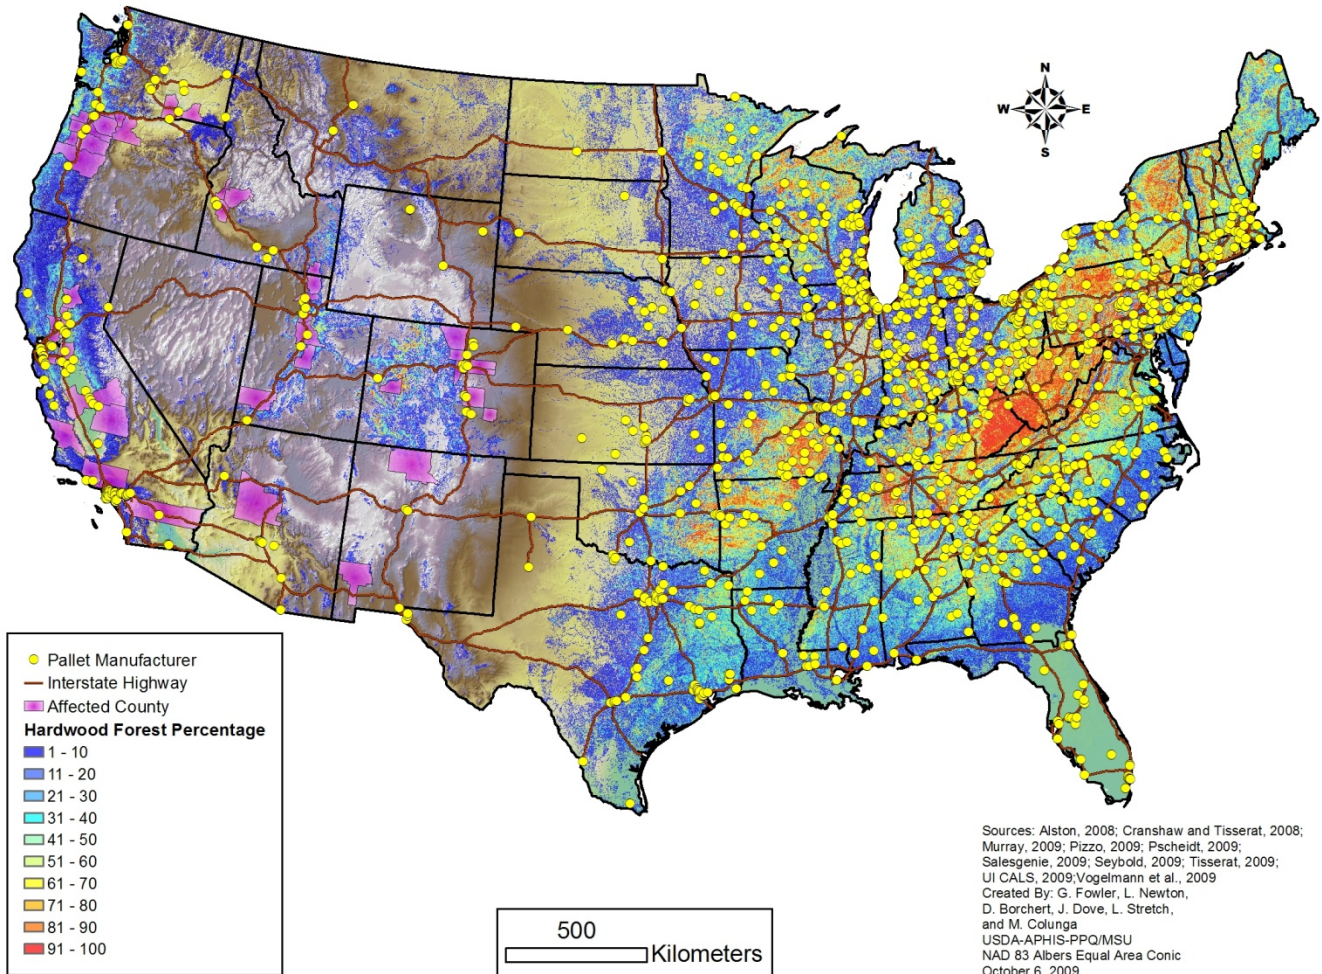 N
W E
S
Pallet Manufacturer
Interstate Highway
Affected County
Hardwood Forest Percentage
1 - 10
11 - 20
21 - 30
31 - 40
41 - 50
51 - 60
61 - 70
71 - 80
81 - 90
91 - 100
500
Kilometers
Sources: Alston, 2008; Cranshaw and Tisserat, 2008;
Murray, 2009; Pizzo, 2009; Pscheidt, 2009;
Salesgenie, 2009; Seybold, 2009; Tisserat, 2009;
UI CALS, 2009;Vogelmann et al., 2009
Created By: G. Fowler, L. Newton,
D. Borchert, J. Dove, L. Stretch,
and M. Colunga
USDA-APHIS-PPQ/MSU
NAD 83 Albers Equal Area Conic
October 6, 2009